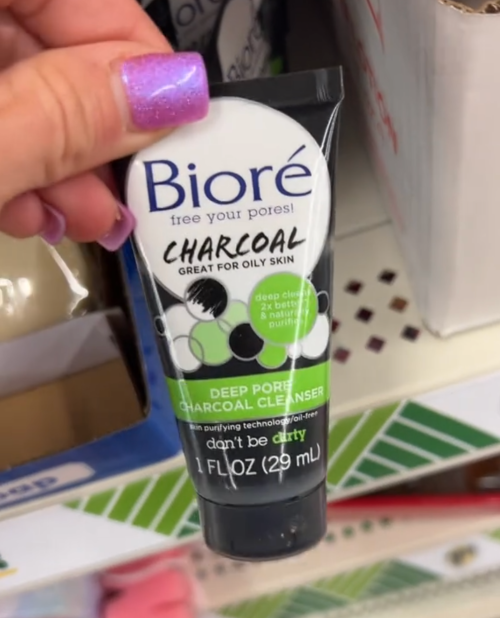 Bioré
Bioré
free your pores!
CHARCOAL
GREAT FOR OILY SKIN
deep cleans
2x better
& naturally
purifies
DEEP PORE
CHARCOAL CLEANSER
skin purifying technology/oil-free
don't be dirty
1 FL OZ (29 mL)